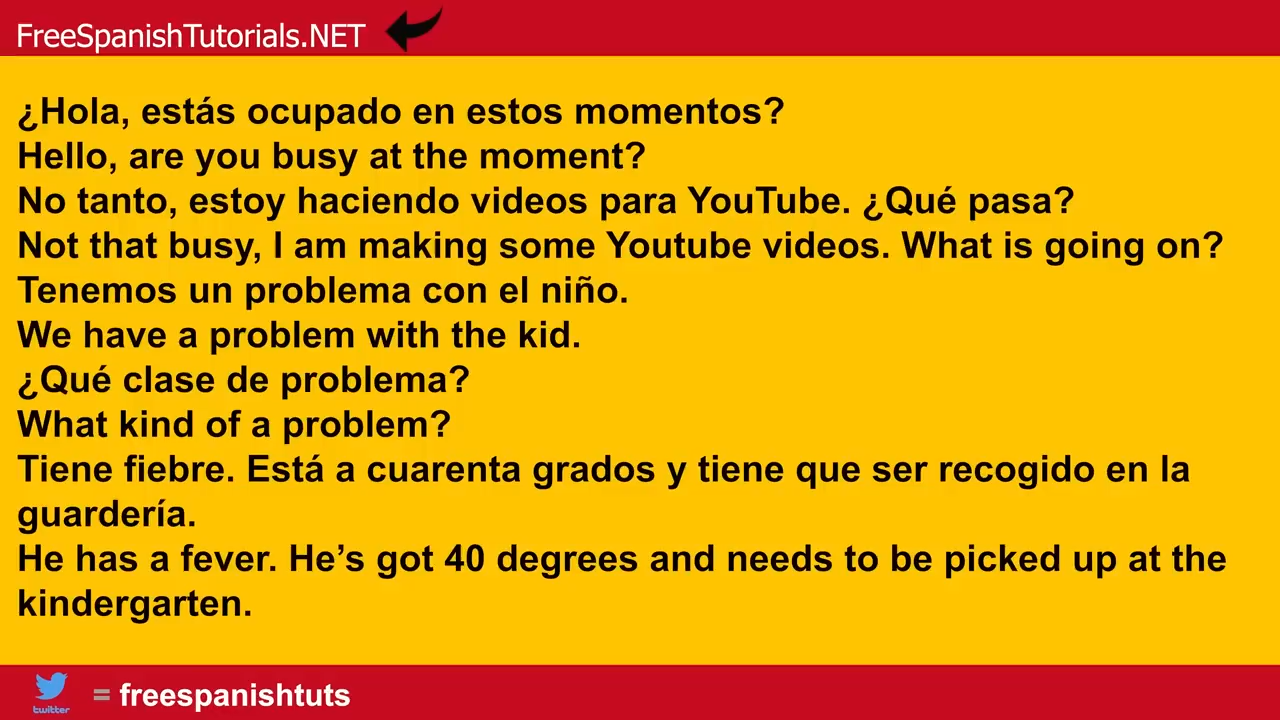 FreeSpanishTutorials.NET
¿Hola, estás ocupado en estos momentos?
Hello, are you busy at the moment?
No tanto, estoy haciendo videos para YouTube. ¿Qué pasa?
Not that busy, I am making some Youtube videos. What is going on?
Tenemos un problema con el niño.
We have a problem with the kid.
¿Qué clase de problema?
What kind of a problem?
Tiene fiebre. Está a cuarenta grados y tiene que ser recogido en la
guardería.
He has a fever. He’s got 40 degrees and needs to be picked up at the
kindergarten.
twitter = freespanishtuts